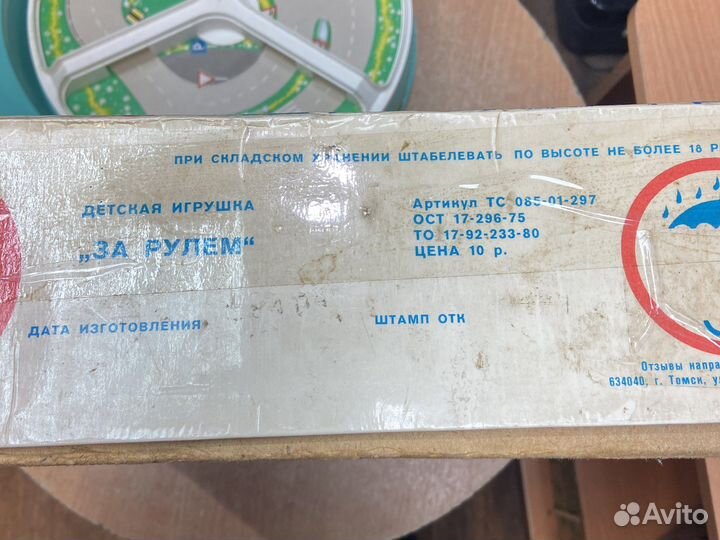 ПРИ СКЛАДСКОМ ХРАНЕНИИ ШТАБЕЛЕВАТЬ ПО ВЫСОТЕ НЕ БОЛЕЕ 18
ДЕТСКАЯ ИГРУШКА
„ЗА РУЛЕМ“
Артикул ТС 085-01-297
ОСТ 17-296-75
ТО 17-92-233-80
ЦЕНА 10 р.
ДАТА ИЗГОТОВЛЕНИЯ
ШТАМП ОТК
Отзывы
634040, г. Томск,
P
Avito